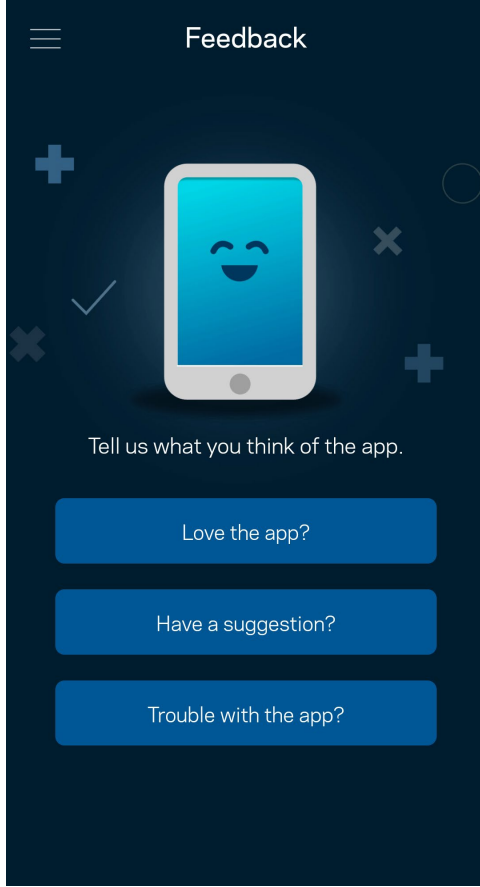 Feedback
Tell us what you think of the app.
Love the app?
Have a suggestion?
Trouble with the app?